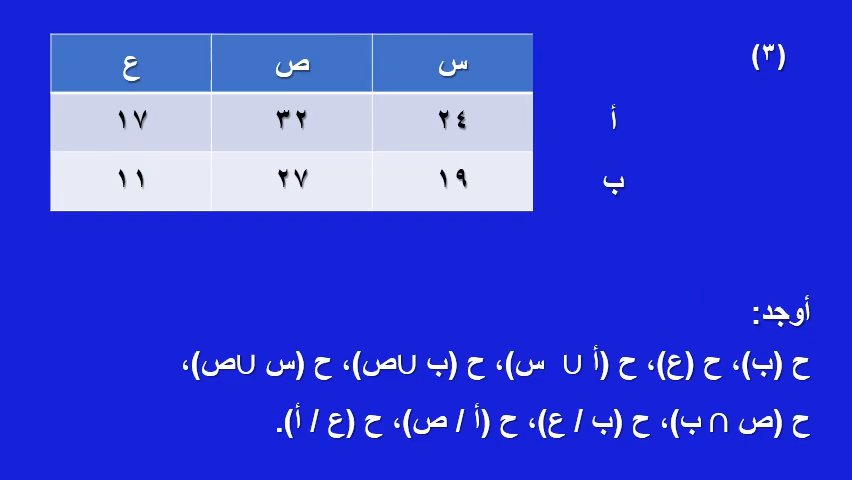 (٣)
س ص ع
أ ٢٤ ٣٢ ١٧
ب ١٩ ٢٧ ١١
أوجد:
ح (ب)، ح (ع)، ح (أ ∪ س)، ح (ب ∪ص)، ح (س ∪ص)،
ح (ص ∩ ب)، ح (ب / ع)، ح (أ / ص)، ح (ع / أ).